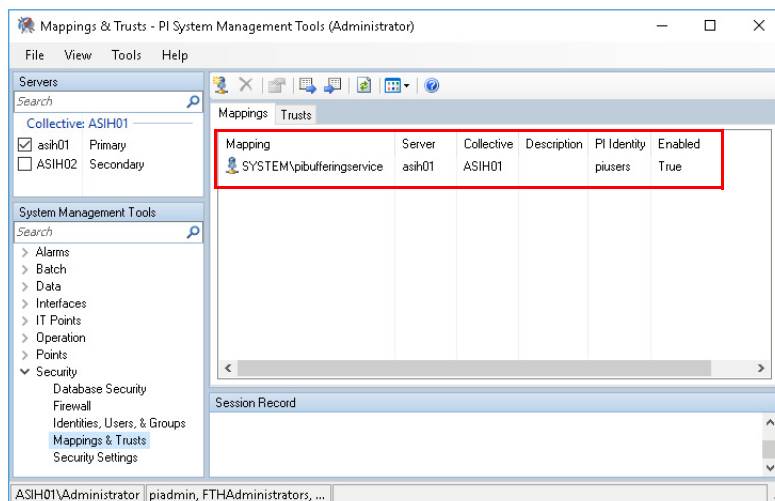 Mappings & Trusts - PI System Management Tools (Administrator)
File View Tools Help
Servers
Search
Collective: ASIH01
asih01 Primary
ASIH02 Secondary
System Management Tools
Search
Alarms
Batch
Data
Interfaces
IT Points
Operation
Points
Security
Database Security
Firewall
Identities, Users, & Groups
Mappings & Trusts
Security Settings
Mappings Trusts
Mapping Server Collective Description PI Identity Enabled
SYSTEM\pibufferingservice asih01 ASIH01 piusers True
Session Record
ASIH01\Administrator piadmin, FTHAdministrators, ...